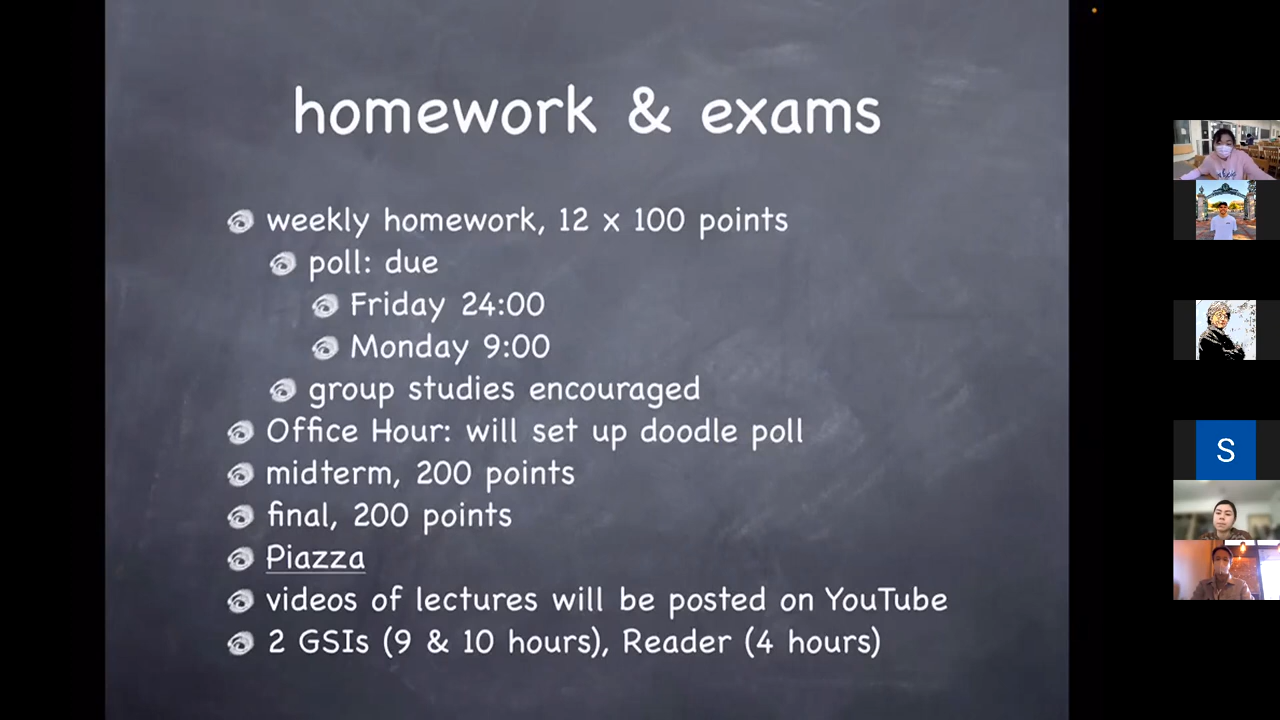 homework & exams
weekly homework, 12 x 100 points
poll: due
Friday 24:00
Monday 9:00
group studies encouraged
Office Hour: will set up doodle poll
midterm, 200 points
final, 200 points
Piazza
videos of lectures will be posted on YouTube
2 GSIs (9 & 10 hours), Reader (4 hours)
S